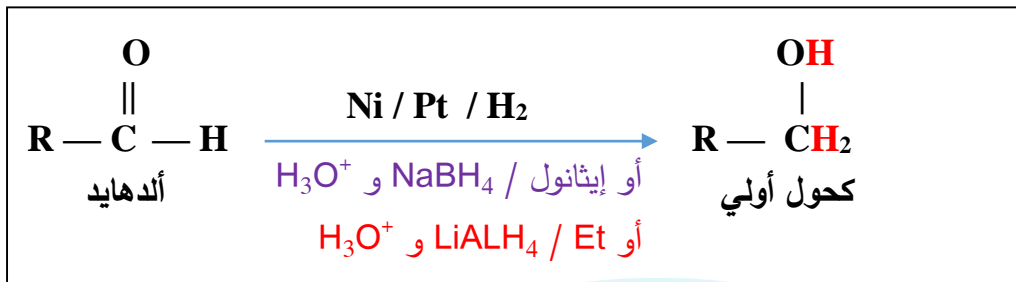 O OH
|| |
R — C — H Ni / Pt / H₂ R — CH₂
ألدهايد أو إيثانول / NaBH₄ و H₃O⁺ كحول أولي
أو LiALH₄ / Et و H₃O⁺